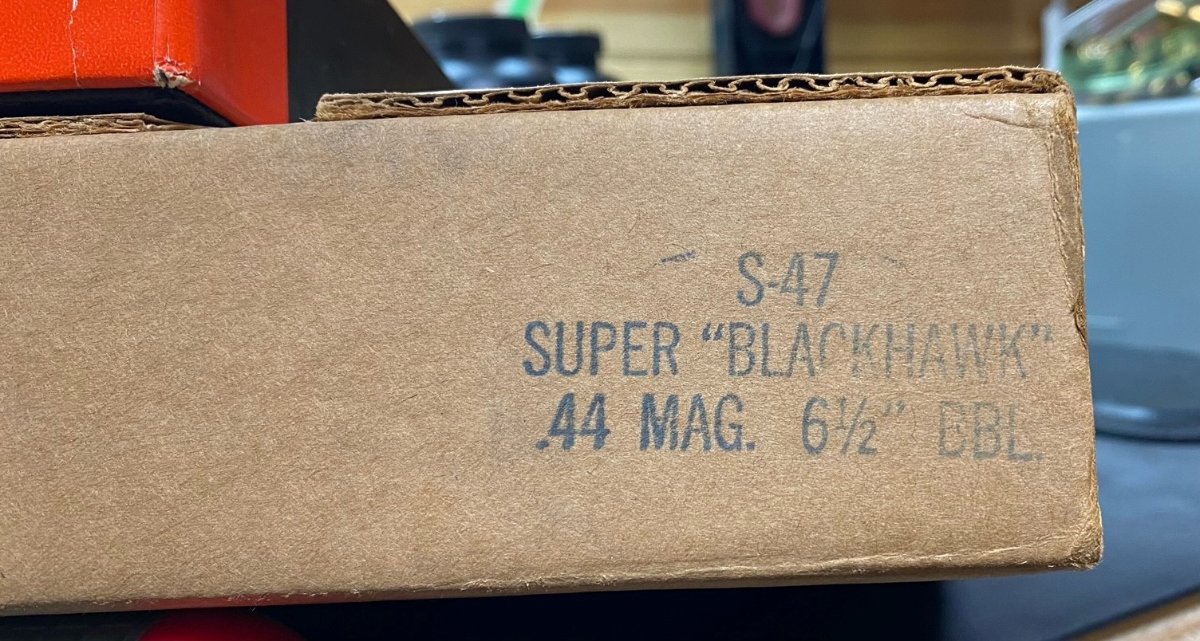 S-47
SUPER “BLACKHAWK”
.44 MAG. 6½” BBL.